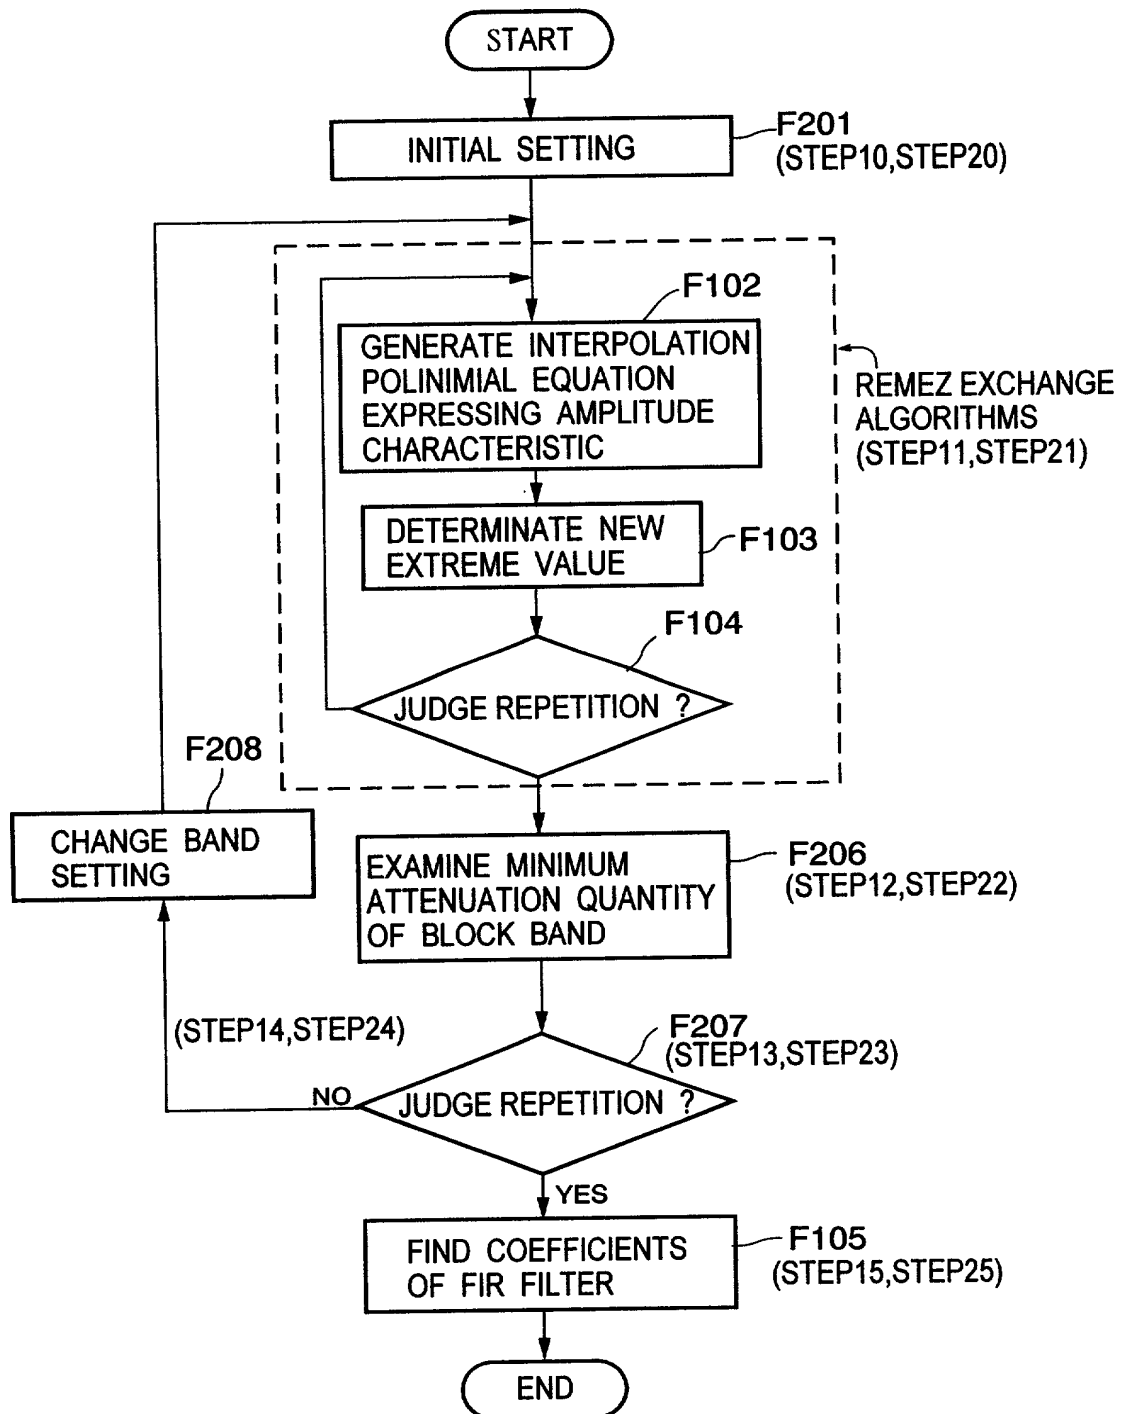 START
INITIAL SETTING
F201
(STEP10,STEP20)
F102
GENERATE INTERPOLATION
POLINIMIAL EQUATION
EXPRESSING AMPLITUDE
CHARACTERISTIC
REMEZ EXCHANGE
ALGORITHMS
(STEP11,STEP21)
DETERMINATE NEW
EXTREME VALUE
F103
F104
JUDGE REPETITION ?
F208
CHANGE BAND
SETTING
EXAMINE MINIMUM
ATTENUATION QUANTITY
OF BLOCK BAND
F206
(STEP12,STEP22)
(STEP14,STEP24)
F207
(STEP13,STEP23)
NO
JUDGE REPETITION ?
YES
FIND COEFFICIENTS
OF FIR FILTER
F105
(STEP15,STEP25)
END